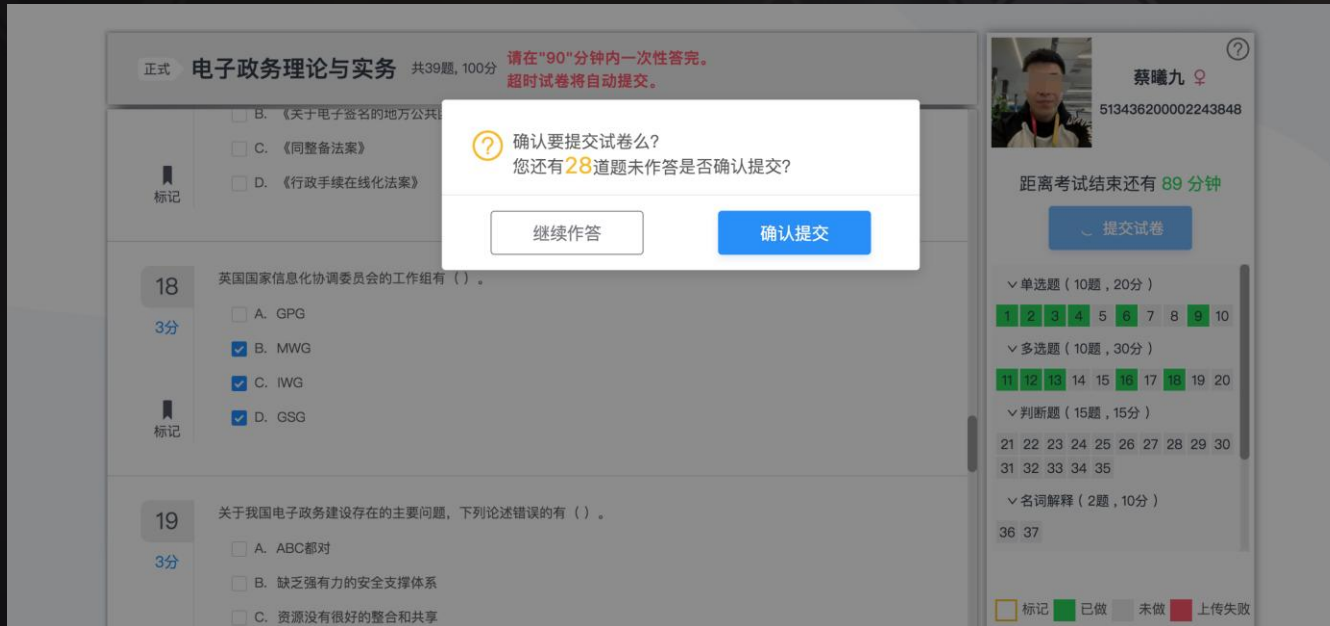 正式 电子政务理论与实务 共39题, 100分
请在"90"分钟内一次性答完。
超时试卷将自动提交。
C. 《同整备法案》
D. 《行政手续在线化法案》
标记
18
3分
标记
英国国家信息化协调委员会的工作组有（ ）。
A. GPG
B. MWG
C. IWG
D. GSG
19
3分
关于我国电子政务建设存在的主要问题，下列论述错误的有（ ）。
A. ABC都对
B. 缺乏强有力的安全支撑体系
C. 资源没有很好的整合和共享
确认要提交试卷么?
您还有28道题未作答是否确认提交?
继续作答 确认提交
?
蔡曦九 ♀
513436200002243848
距离考试结束还有 89 分钟
提交试卷
单选题（10题，20分）
1 2 3 4 5 6 7 8 9 10
多选题（10题，30分）
11 12 13 14 15 16 17 18 19 20
判断题（15题，15分）
21 22 23 24 25 26 27 28 29 30
31 32 33 34 35
名词解释（2题，10分）
36 37
标记 已做 未做 上传失败